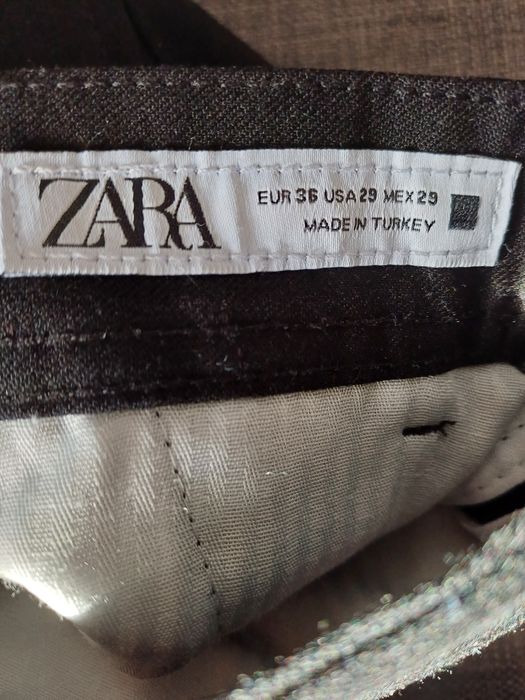 ZARA
EUR 36 USA 29 MEX 29
MADE IN TURKEY